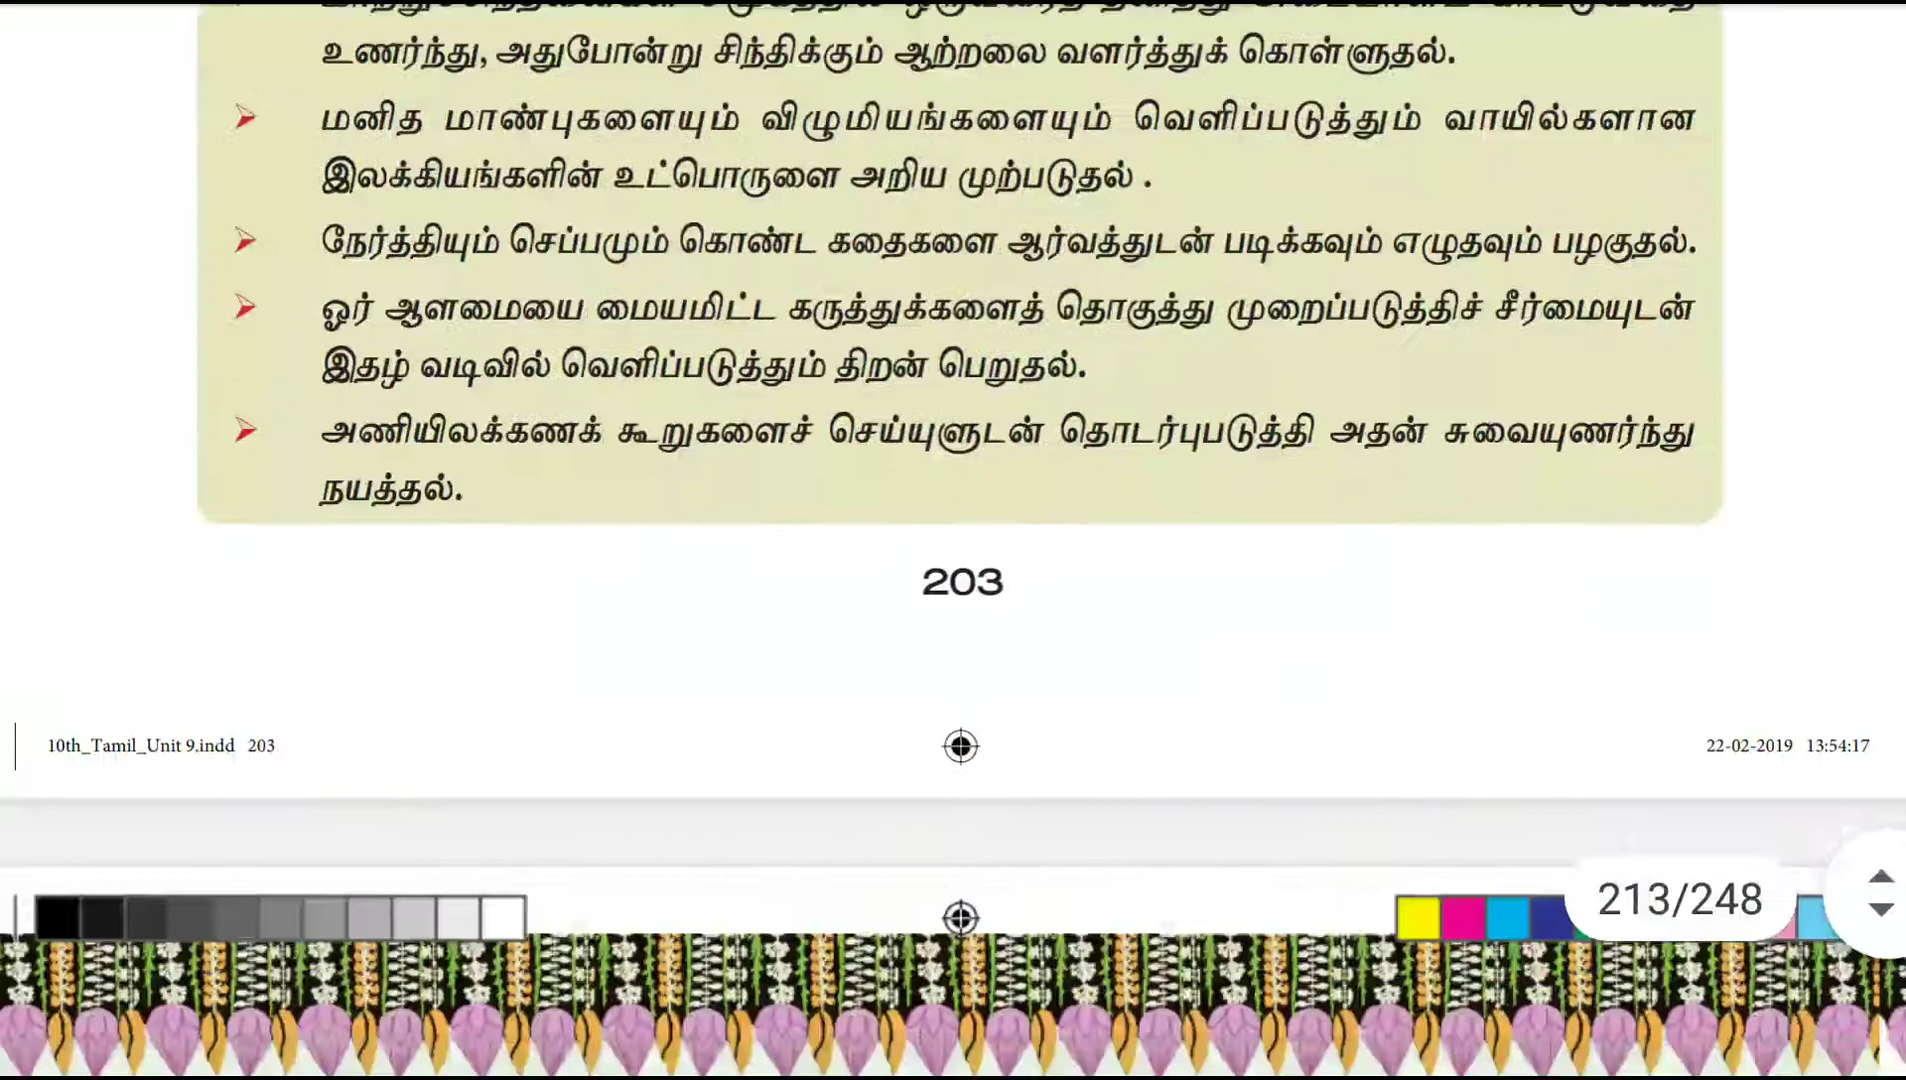 உணர்ந்து, அதுபோன்று சிந்திக்கும் ஆற்றலை வளர்த்துக் கொள்ளுதல்.
மனித மாண்புகளையும் விழுமியங்களையும் வெளிப்படுத்தும் வாயில்களான
இலக்கியங்களின் உட்பொருளை அறிய முற்படுதல் .
நேர்த்தியும் செப்பமும் கொண்ட கதைகளை ஆர்வத்துடன் படிக்கவும் எழுதவும் பழகுதல்.
ஓர் ஆளமையை மையமிட்ட கருத்துக்களைத் தொகுத்து முறைப்படுத்திச் சீர்மையுடன்
இதழ் வடிவில் வெளிப்படுத்தும் திறன் பெறுதல்.
அணியிலக்கணக் கூறுகளைச் செய்யுளுடன் தொடர்புபடுத்தி அதன் சுவையுணர்ந்து
நயத்தல்.
203
10th_Tamil_Unit 9.indd 203
22-02-2019 13:54:17
213/248